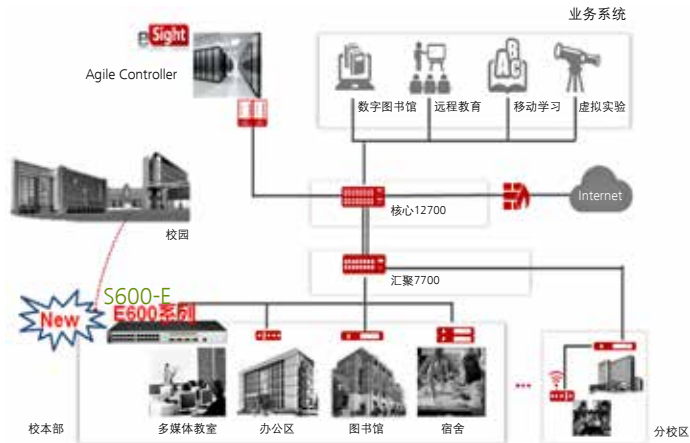 业务系统
eSight
Agile Controller
数字图书馆
远程教育
移动学习
虚拟实验
核心12700
Internet
校园
汇聚7700
S600-E
New
E600系列
校本部
多媒体教室
办公区
图书馆
宿舍
...
分校区